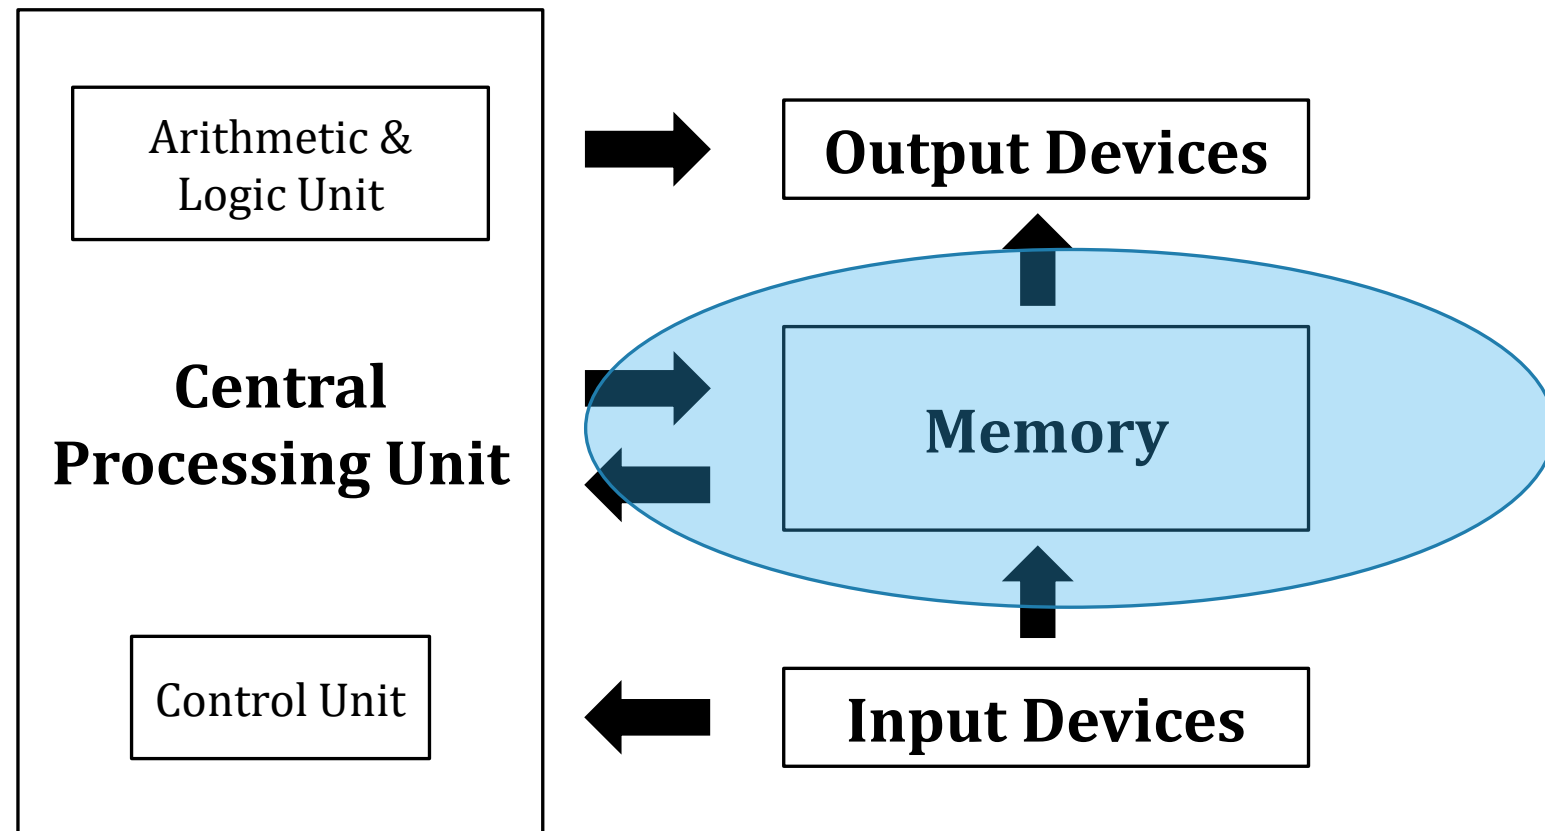 Arithmetic &
Logic Unit
Central
Processing Unit
Control Unit
Output Devices
Memory
Input Devices